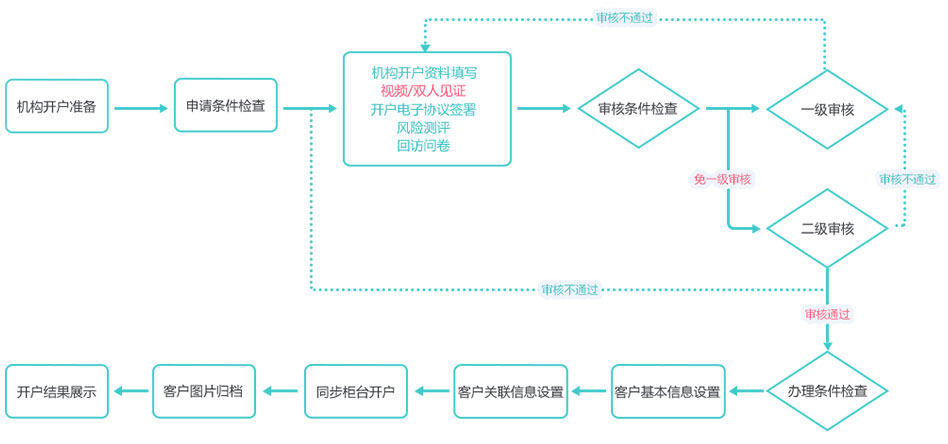 审核不通过
机构开户准备
申请条件检查
机构开户资料填写
视频/双人见证
开户电子协议签署
风险测评
回访问卷
审核条件检查
一级审核
免一级审核
审核不通过
二级审核
审核不通过
审核通过
开户结果展示
客户图片归档
同步柜台开户
客户关联信息设置
客户基本信息设置
办理条件检查